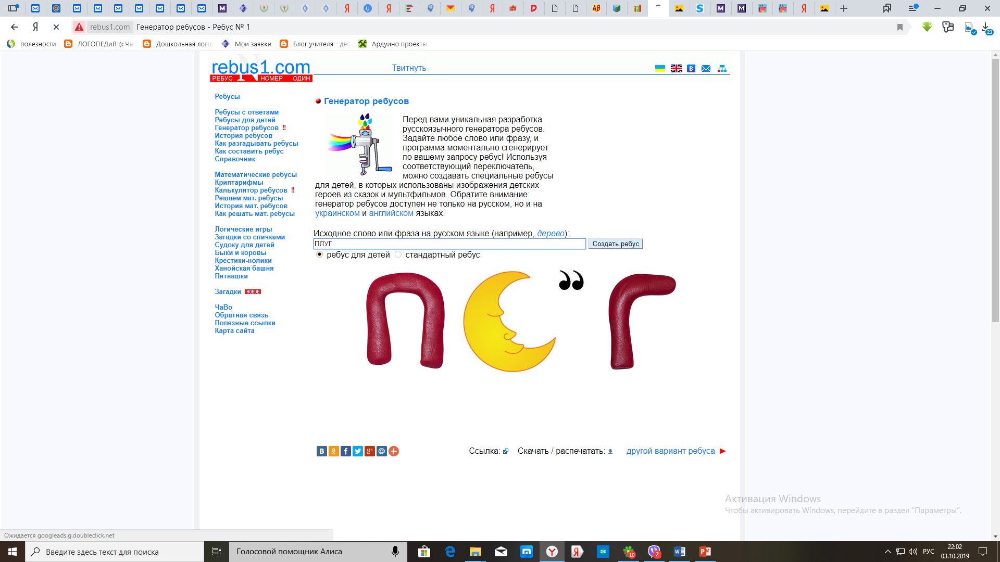 rebus1.com Генератор ребусов - Ребус № 1
23
полезности ЛОГОПЕДиЯ :): Чи Дошкольная лого Мои заявки Блог учителя - де Ардуино проекты
rebus1.com
РЕБУС N НОМЕР ОДИН
Твитнуть
Ребусы
Ребусы с ответами
Ребусы для детей
Генератор ребусов !!
История ребусов
Как разгадывать ребусы
Как составить ребус
Справочник
Математические ребусы
Криптарифмы
Калькулятор ребусов !!
Решаем мат. ребусы
История мат. ребусов
Как решать мат. ребусы
Логические игры
Загадки со спичками
Судоку для детей
Быки и коровы
Крестики-нолики
Ханойская башня
Пятнашки
Загадки НОВОЕ
ЧаВо
Обратная связь
Полезные ссылки
Карта сайта
Генератор ребусов
Перед вами уникальная разработка
русскоязычного генератора ребусов.
Задайте любое слово или фразу, и
программа моментально сгенерирует
по вашему запросу ребус! Используя
соответствующий переключатель,
можно создавать специальные ребусы
для детей, в которых использованы изображения детских
героев из сказок и мультфильмов. Обратите внимание:
генератор ребусов доступен не только на русском, но и на
украинском и английском языках.
Исходное слово или фраза на русском языке (например, дерево):
ПЛУГ Создать ребус
ребус для детей стандартный ребус
П “ Г
Ссылка: Скачать / распечатать: другой вариант ребуса
Активация Windows
Чтобы активировать Windows, перейдите в раздел "Параметры".
Ожидается googleads.g.doubleclick.net
Введите здесь текст для поиска Голосовой помощник Алиса 10 2 РУС 22:02
03.10.2019